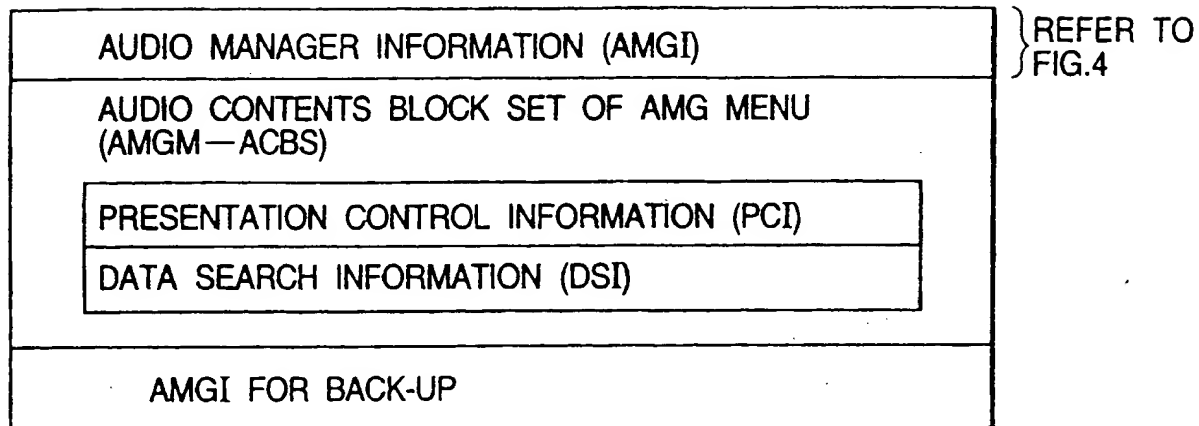 AUDIO MANAGER INFORMATION (AMGI)
REFER TO
FIG.4
AUDIO CONTENTS BLOCK SET OF AMG MENU
(AMGM—ACBS)
PRESENTATION CONTROL INFORMATION (PCI)
DATA SEARCH INFORMATION (DSI)
AMGI FOR BACK-UP